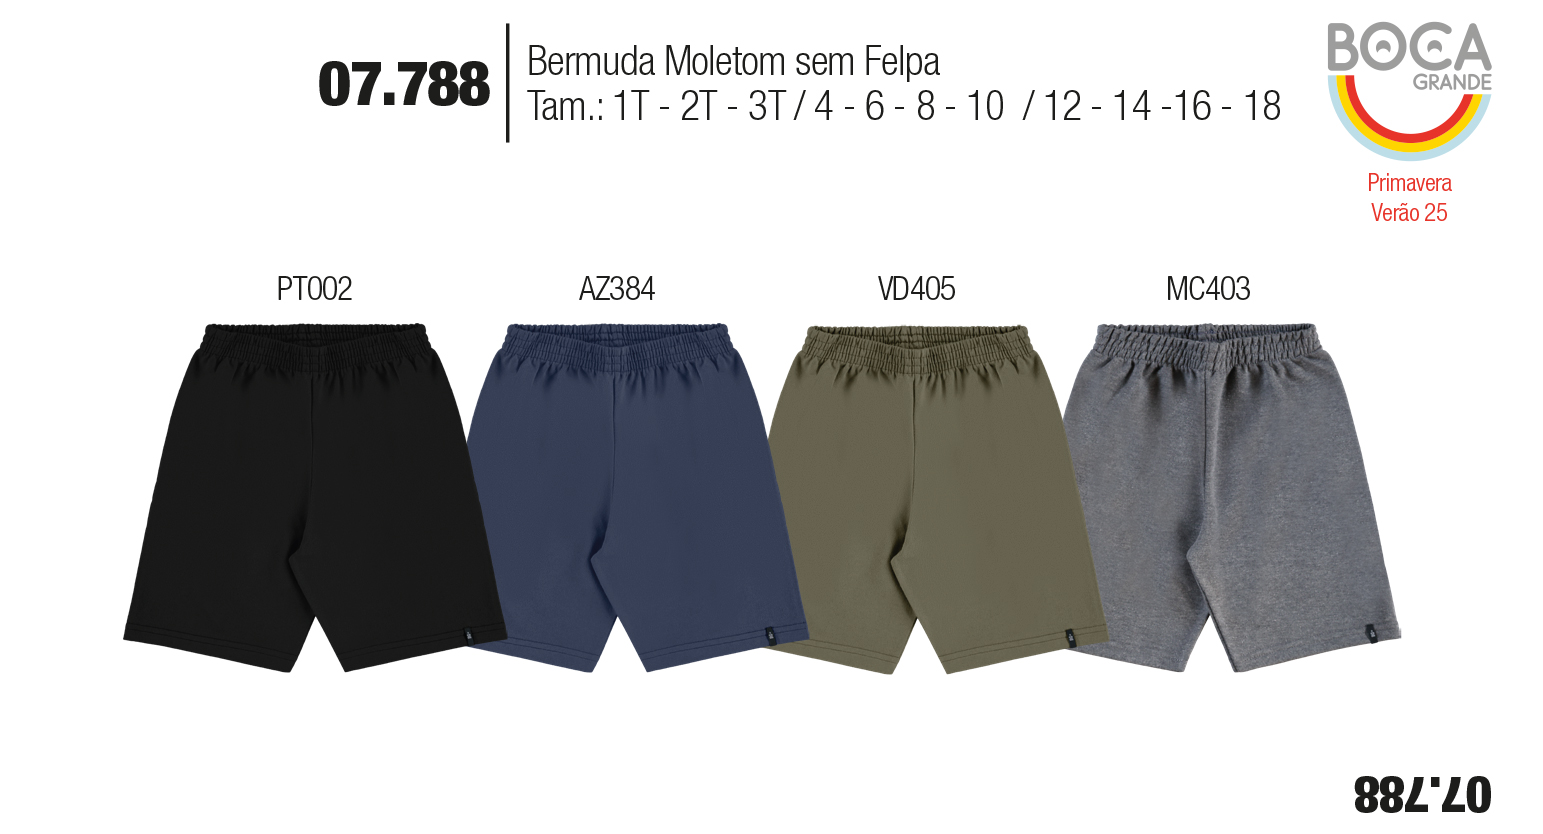 07.788
Bermuda Moletom sem Felpa
Tam.: 1T - 2T - 3T / 4 - 6 - 8 - 10 / 12 - 14 -16 - 18
BOCA
GRANDE
Primavera
Verão 25
PT002
AZ384
VD405
MC403
07.788